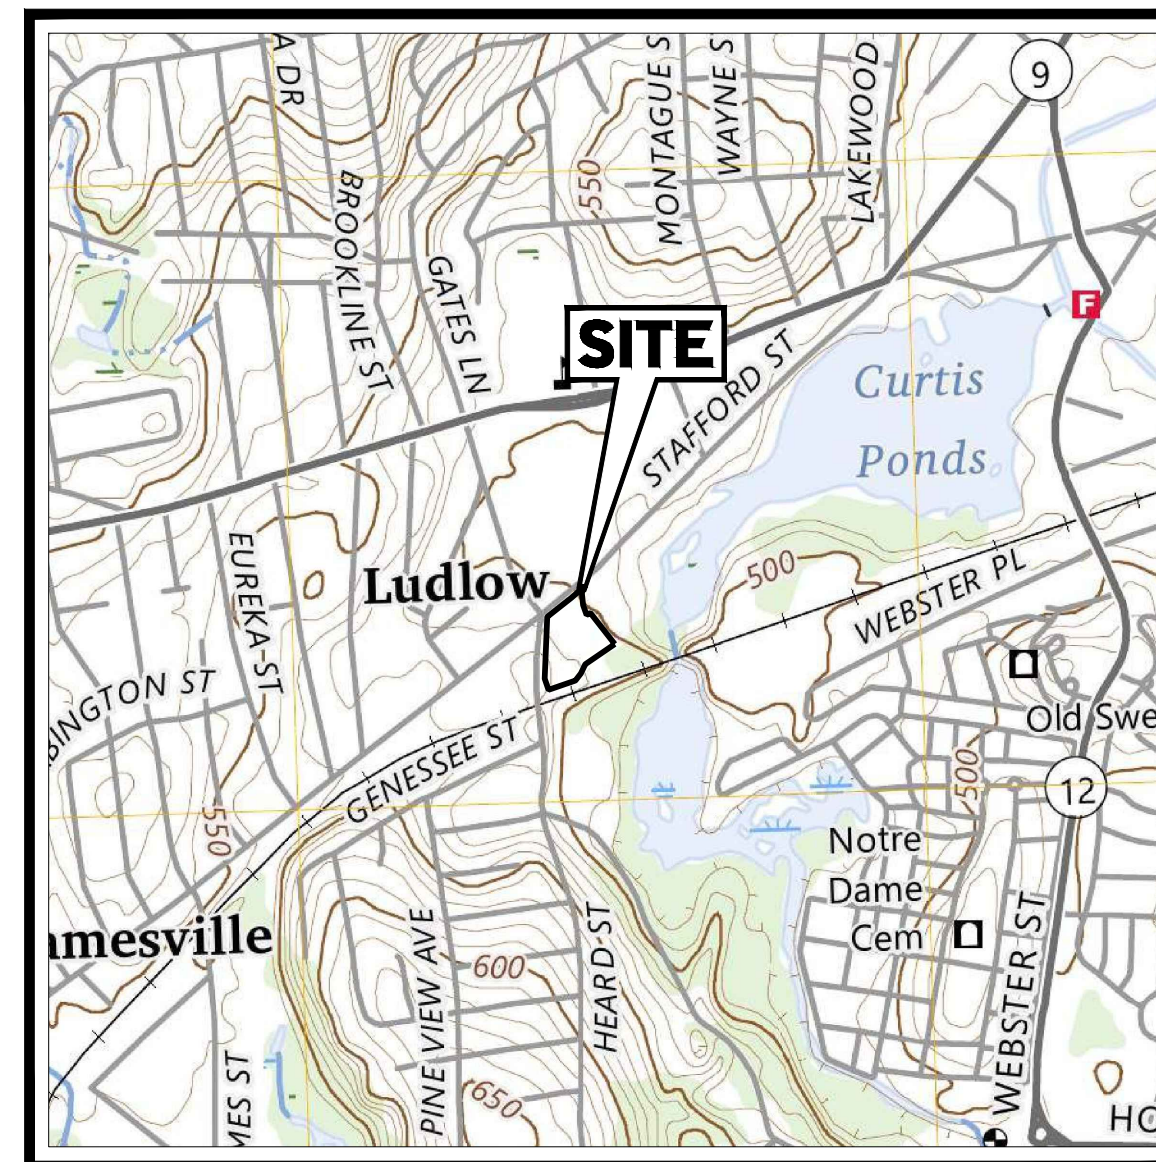 A DR
MONTAGUE S
WAYNE S
LAKEWOOD
9
550
BROOKLINE ST
GATES LN
F
SITE
STAFFORD ST
Curtis
Ponds
EUREKA ST
Ludlow
500
WEBSTER PL
BINGTON ST
GENESSEE ST
Old Swe
550
500
12
Notre
Dame
Cem
amesville
PINE VIEW AVE
600
HEARD ST
WEBSTER ST
MES ST
650
HO